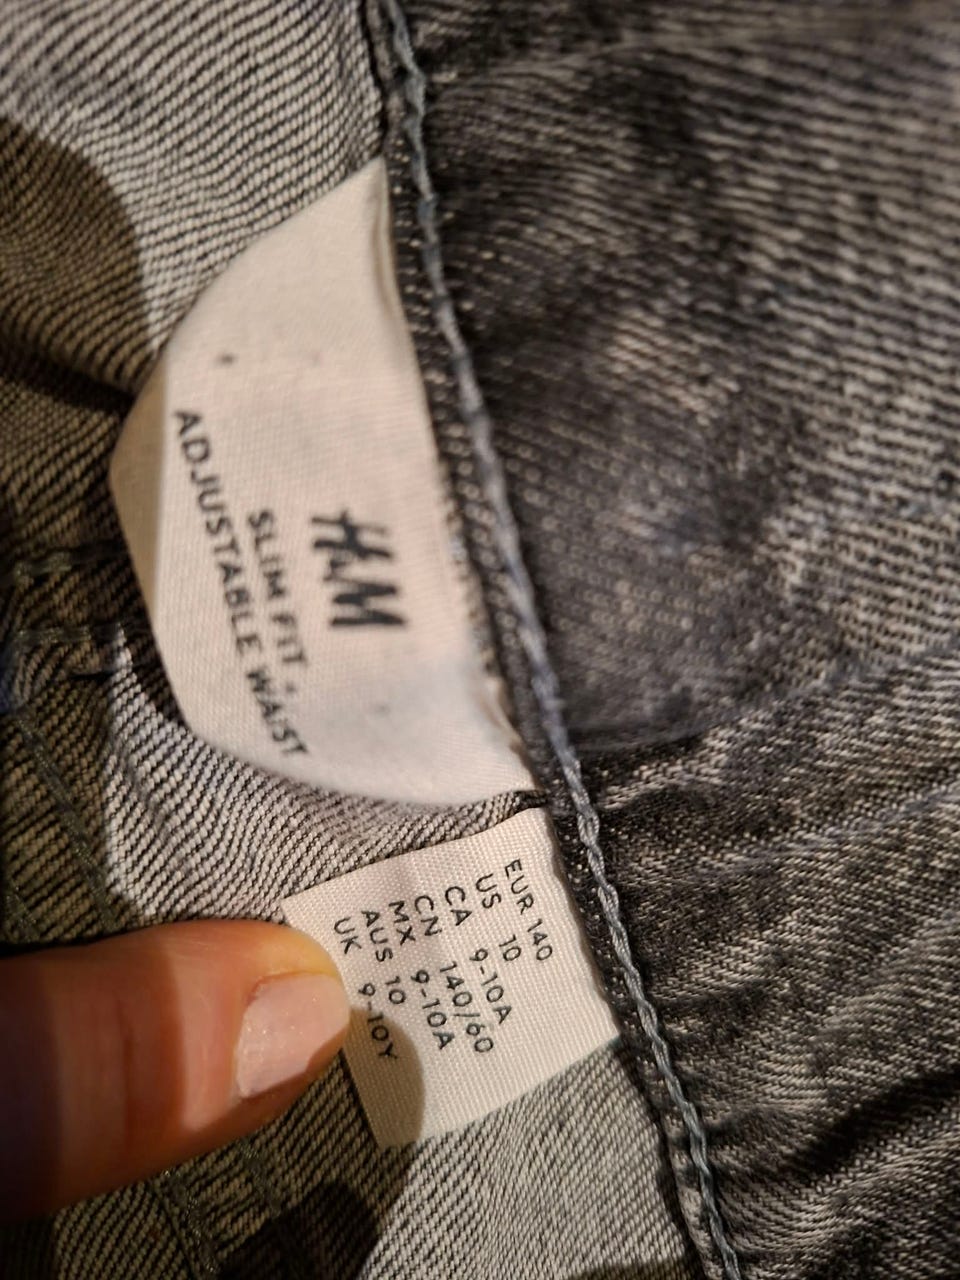 H&M
SLIM FIT
ADJUSTABLE WAIST
EUR 140
US 10
CA 9-10A
CN 140/60
MX 9-10A
AUS 10
UK 9-10Y